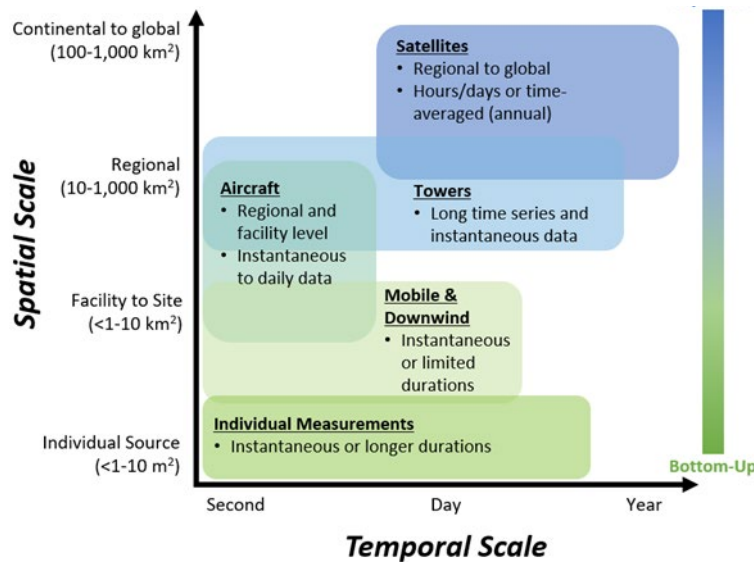 Continental to global
(100-1,000 km²)
Satellites
• Regional to global
• Hours/days or time-
averaged (annual)
Regional
(10-1,000 km²)
Aircraft
• Regional and
facility level
• Instantaneous
to daily data
Towers
• Long time series and
instantaneous data
Spatial Scale
Facility to Site
(<1-10 km²)
Mobile &
Downwind
• Instantaneous
or limited
durations
Individual Source
(<1-10 m²)
Individual Measurements
• Instantaneous or longer durations
Bottom-Up
Second
Day
Year
Temporal Scale